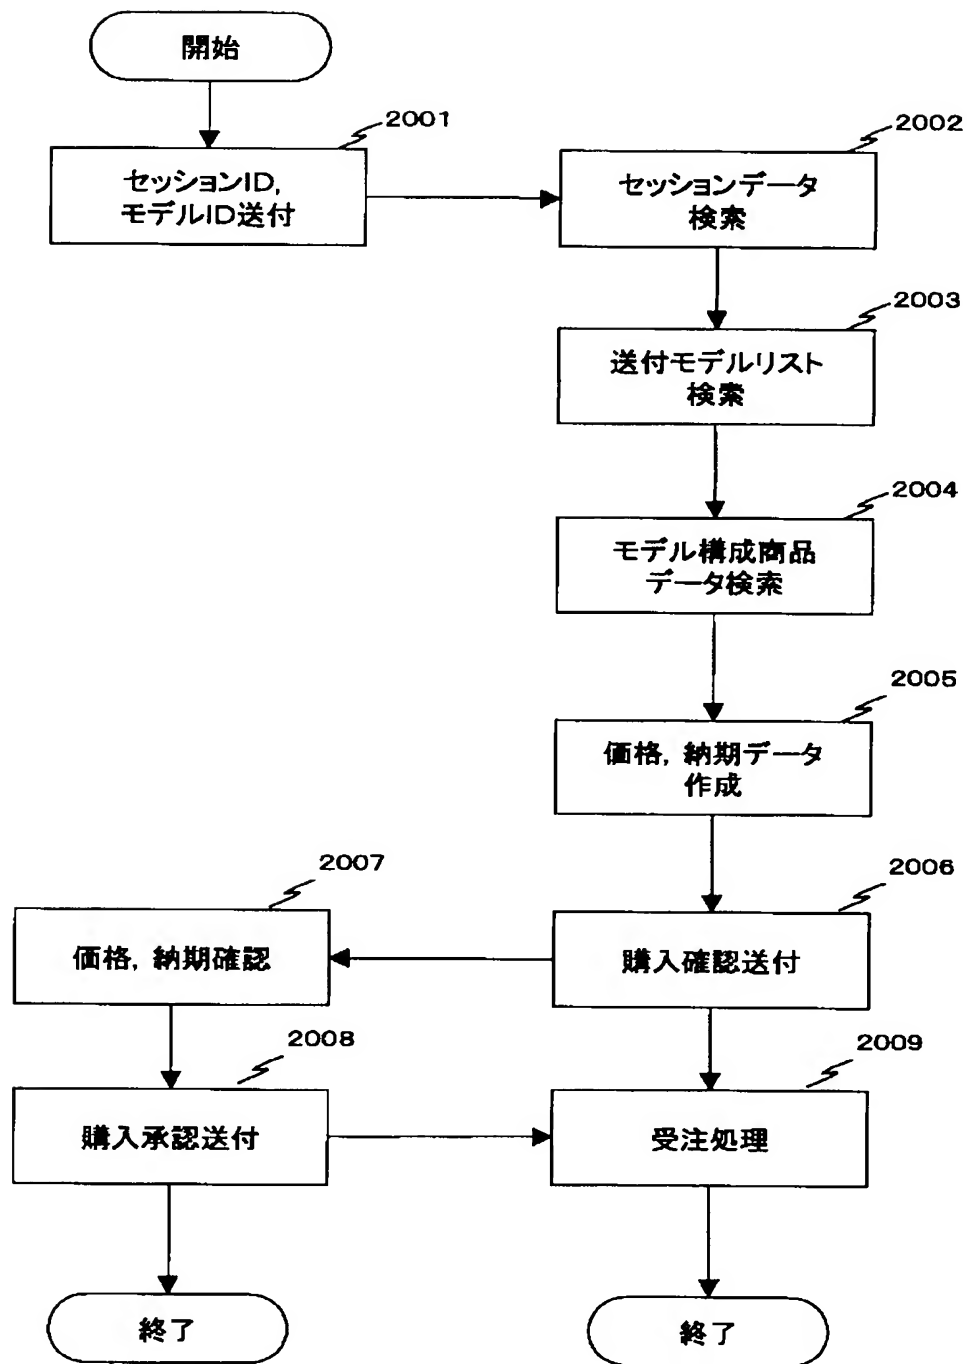 開始
2001
セッションID,
モデルID送付
2002
セッションデータ
検索
2003
送付モデルリスト
検索
2004
モデル構成商品
データ検索
2005
価格, 納期データ
作成
2006
購入確認送付
2007
価格, 納期確認
2008
購入承認送付
2009
受注処理
終了
終了